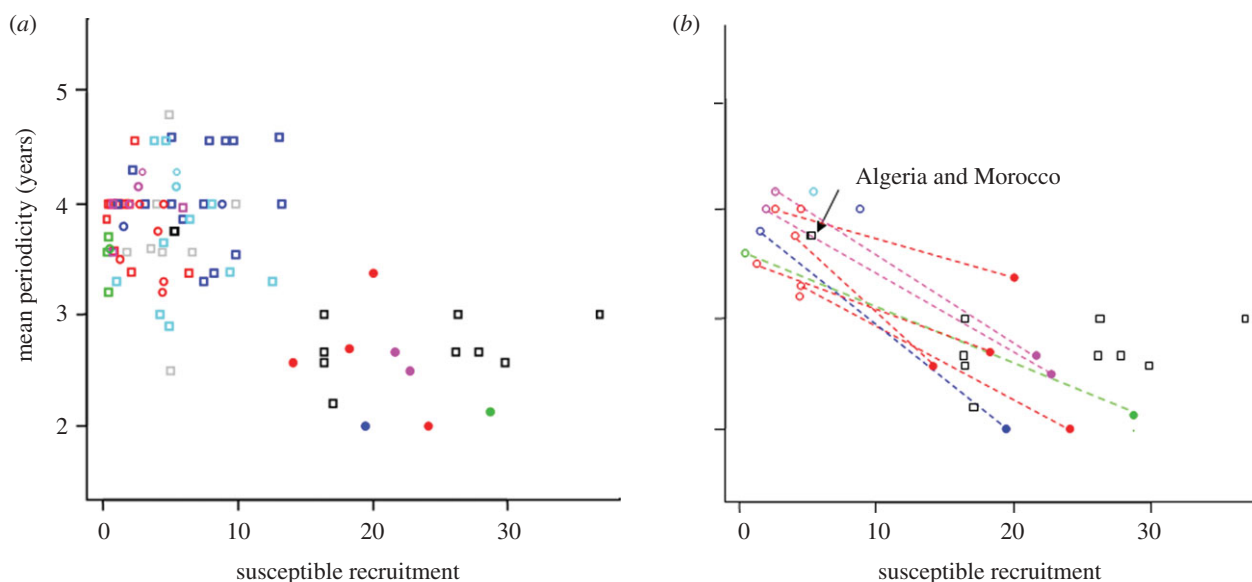 (a)
5
4
3
2
mean periodicity (years)
0 10 20 30
susceptible recruitment
(b)
Algeria and Morocco
0 10 20 30
susceptible recruitment